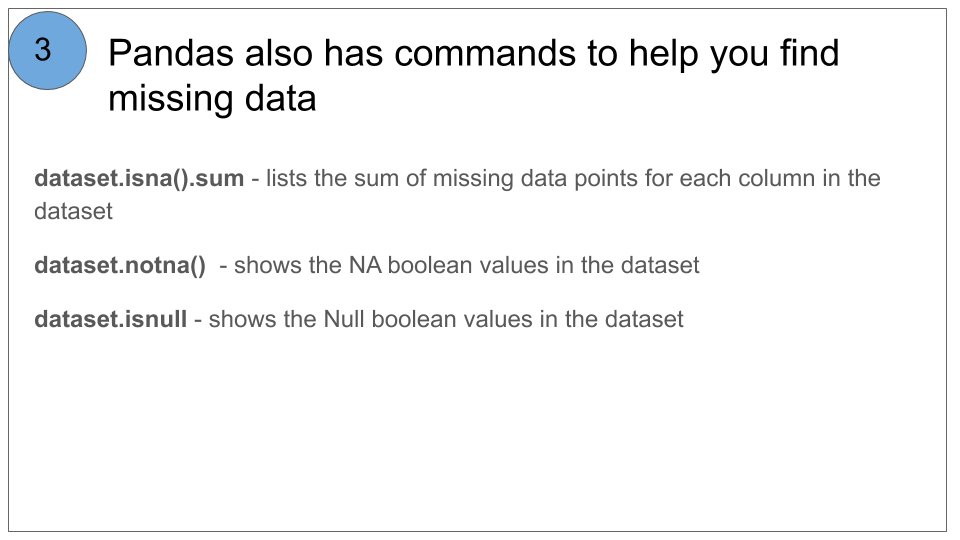 3
Pandas also has commands to help you find
missing data
dataset.isna().sum - lists the sum of missing data points for each column in the
dataset
dataset.notna()  - shows the NA boolean values in the dataset
dataset.isnull - shows the Null boolean values in the dataset